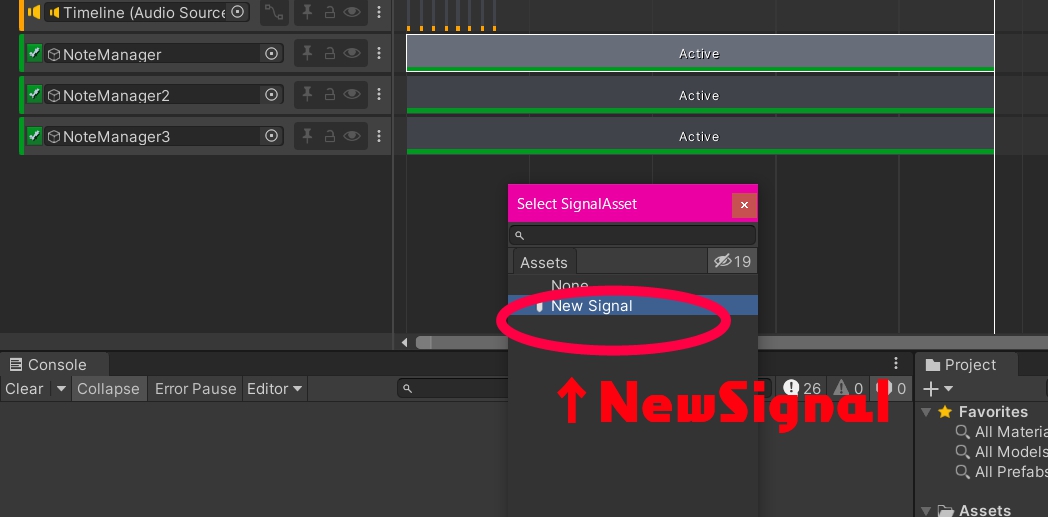 Timeline (Audio Source
NoteManager
Active
NoteManager2
Active
NoteManager3
Active
Select SignalAsset
Assets
19
None
New Signal
Console
Project
Clear
Collapse
Error Pause
Editor
26
0
0
↑ NewSignal
Favorites
All Materia
All Models
All Prefabs
Assets